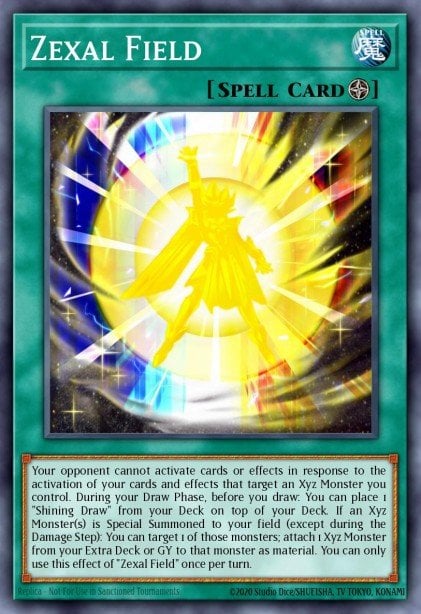 Zexal Field
SPELL
魔
[Spell Card]
Your opponent cannot activate cards or effects in response to the
activation of your cards and effects that target an Xyz Monster you
control. During your Draw Phase, before you draw: You can place 1
"Shining Draw" from your Deck on top of your Deck. If an Xyz
Monster(s) is Special Summoned to your field (except during the
Damage Step): You can target 1 of those monsters; attach 1 Xyz Monster
from your Extra Deck or GY to that monster as material. You can only
use this effect of "Zexal Field" once per turn.
Replica - Not For Use in Sanctioned Tournaments
©2020 Studio Dice/SHUEISHA, TV TOKYO, KONAMI